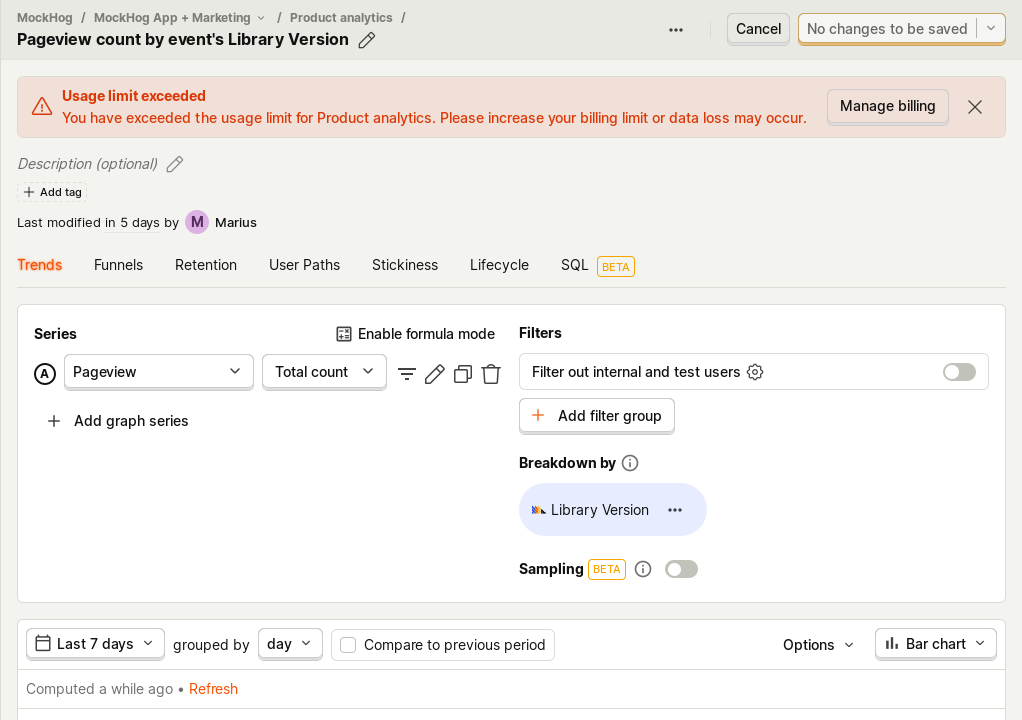 MockHog / MockHog App + Marketing / Product analytics /
Pageview count by event's Library Version
Cancel
No changes to be saved
Usage limit exceeded
You have exceeded the usage limit for Product analytics. Please increase your billing limit or data loss may occur.
Manage billing
Description (optional)
Add tag
Last modified in 5 days by M Marius
Trends Funnels Retention User Paths Stickiness Lifecycle SQL BETA
Series
Enable formula mode
A Pageview Total count
Add graph series
Filters
Filter out internal and test users
Add filter group
Breakdown by
Library Version
Sampling BETA
Last 7 days grouped by day Compare to previous period Options Bar chart
Computed a while ago • Refresh